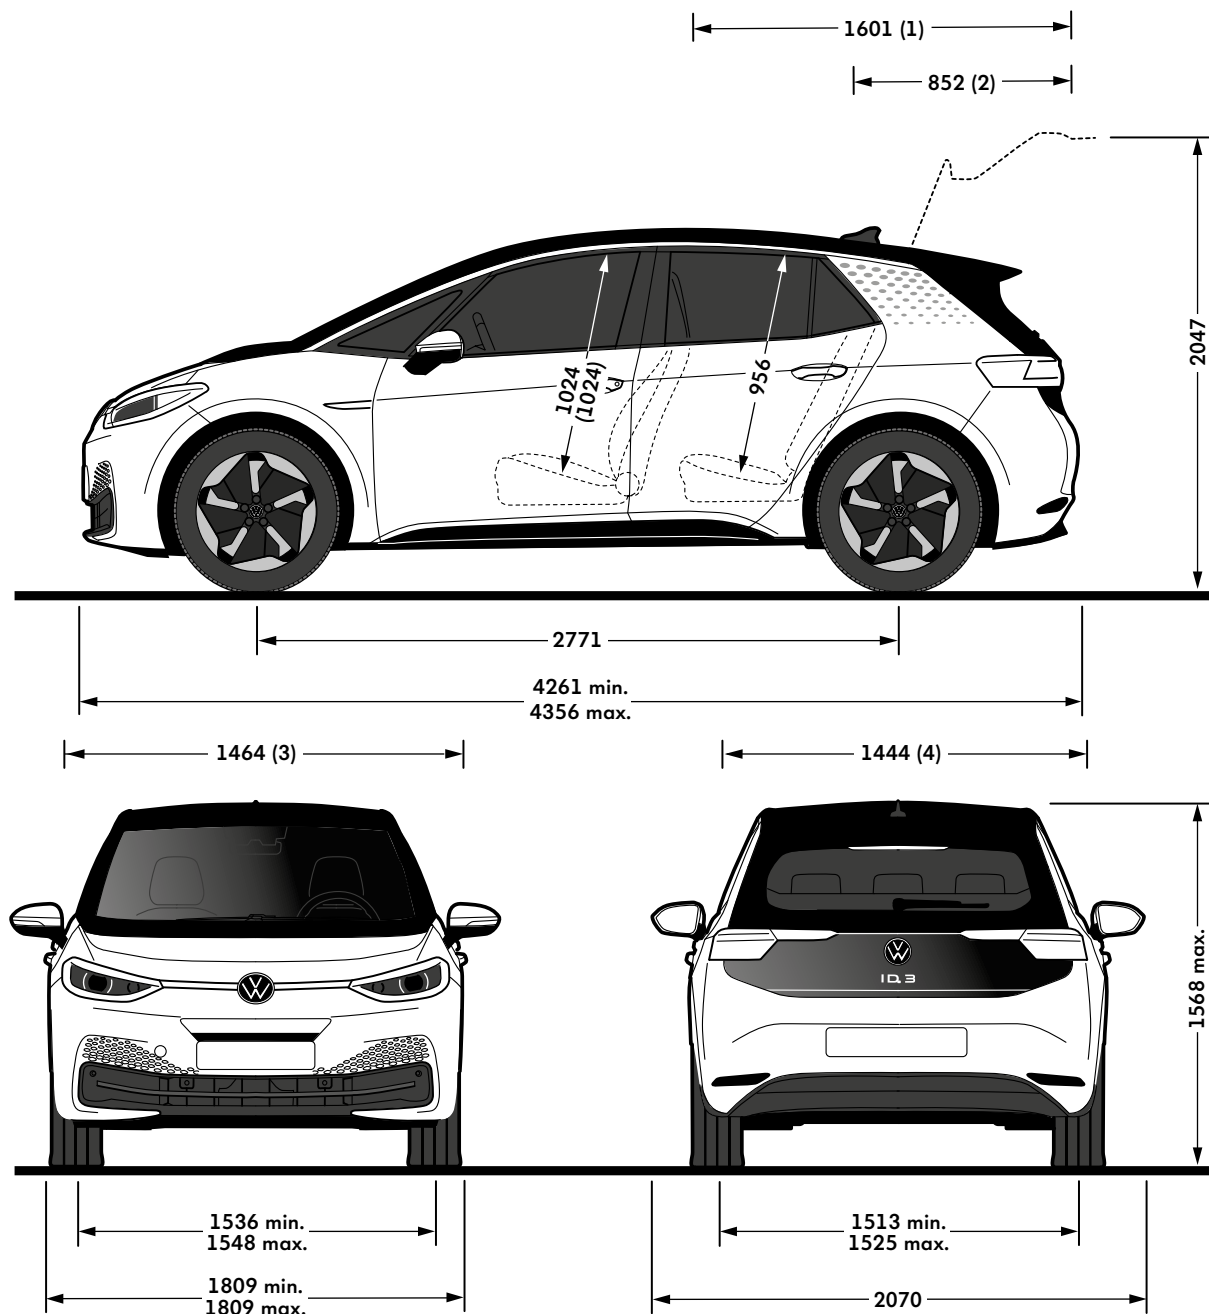 1601 (1)
852 (2)
2047
1024
(1024)
956
2771
4261 min.
4356 max.
1464 (3)
1444 (4)
ID.3
1568 max.
1536 min.
1548 max.
1513 min.
1525 max.
1809 min.
1809 max.
2070